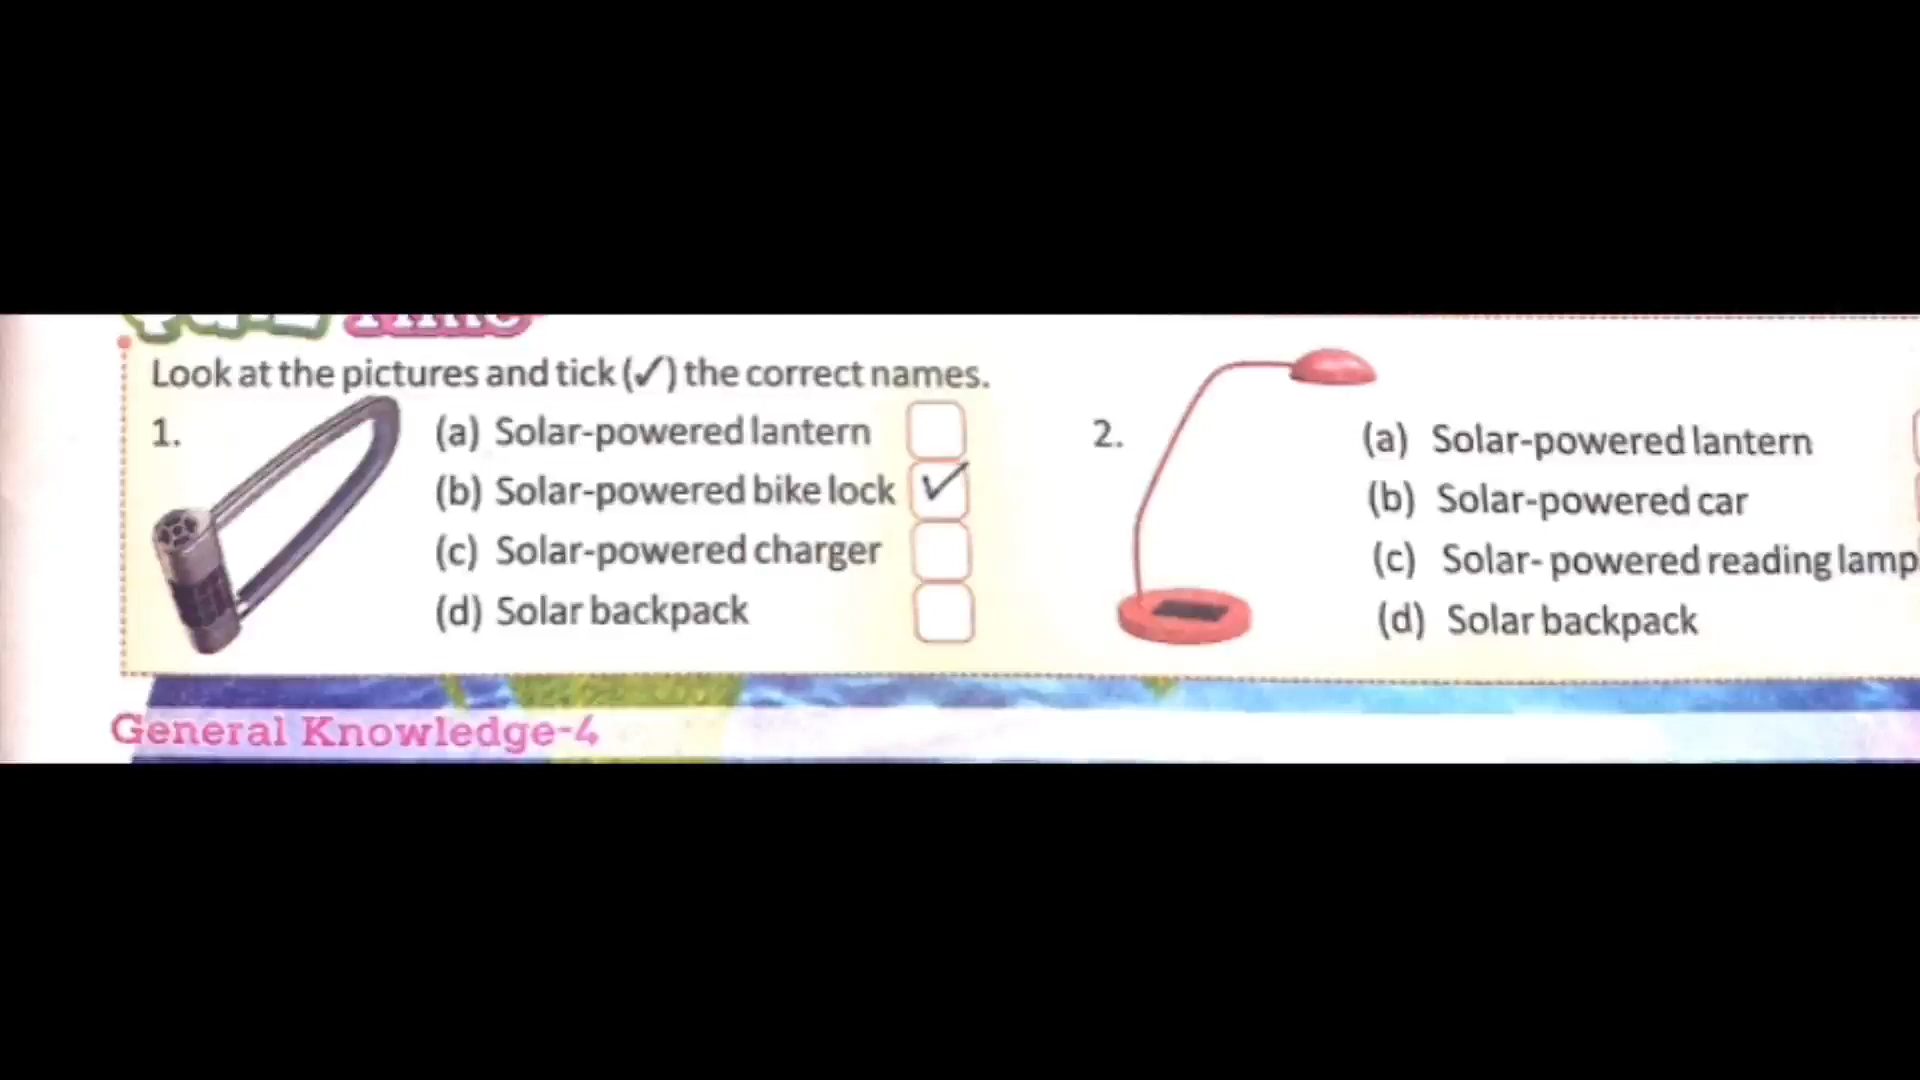 Look at the pictures and tick (✓) the correct names.
1.
(a) Solar-powered lantern
(b) Solar-powered bike lock ✓
(c) Solar-powered charger
(d) Solar backpack
2.
(a) Solar-powered lantern
(b) Solar-powered car
(c) Solar- powered reading lamp
(d) Solar backpack
General Knowledge-4